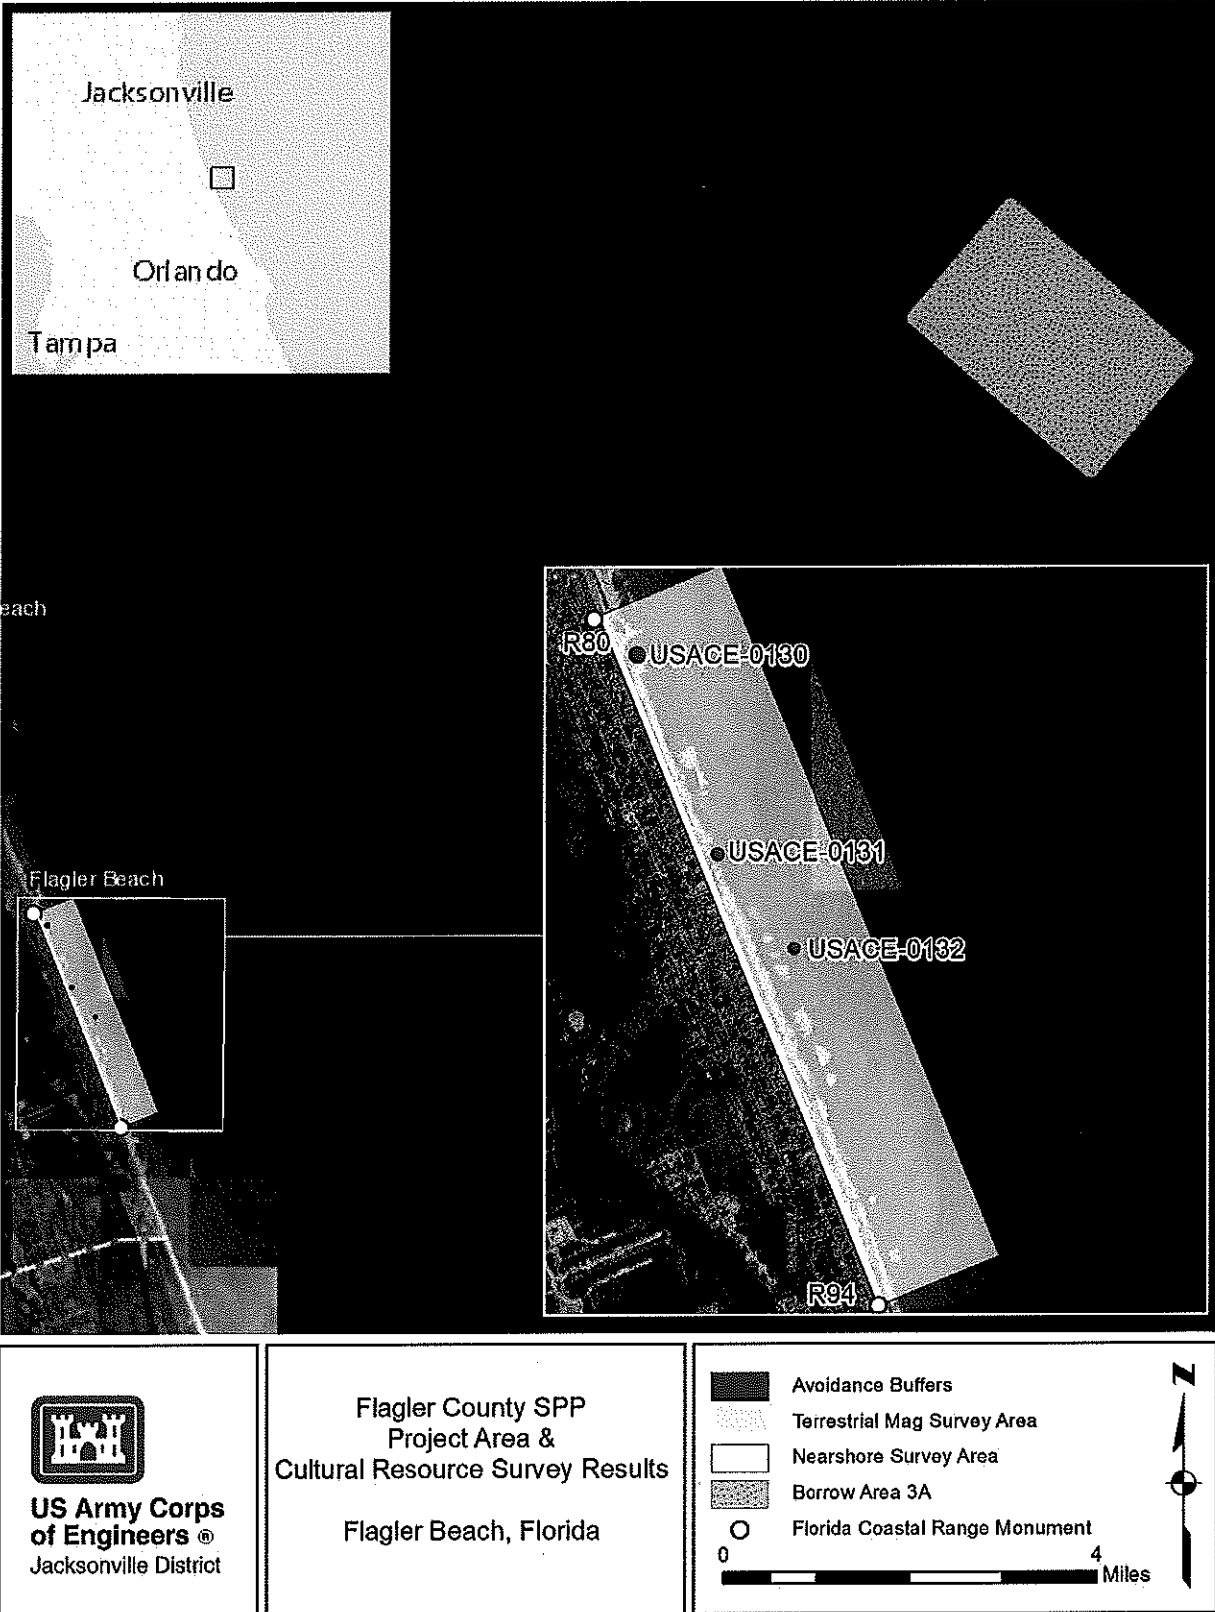 Jacksonville
Orlando
Tampa
each
R80
USACE-0130
USACE-0131
USACE-0132
Flagler Beach
R94
US Army Corps
of Engineers ®
Jacksonville District
Flagler County SPP
Project Area &
Cultural Resource Survey Results
Flagler Beach, Florida
Avoidance Buffers
Terrestrial Mag Survey Area
Nearshore Survey Area
Borrow Area 3A
Florida Coastal Range Monument
0 4
Miles
N